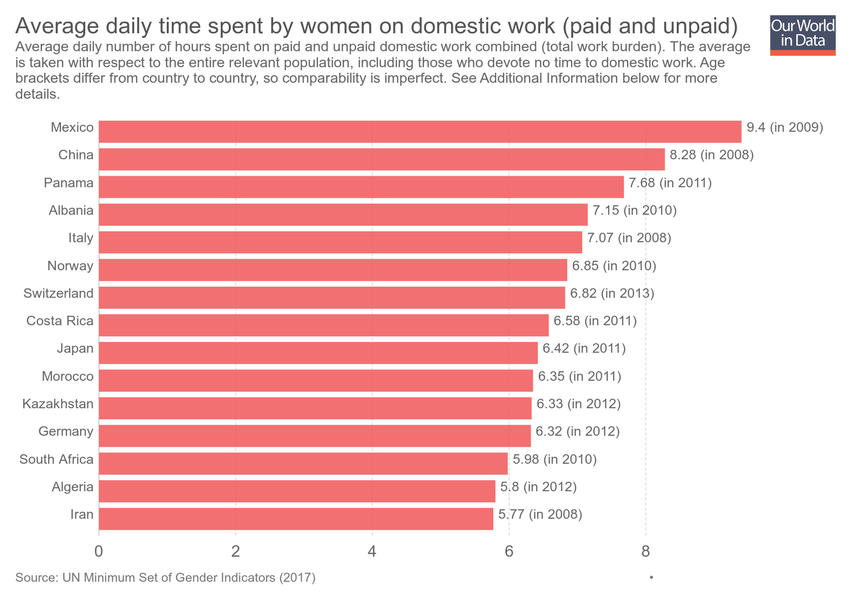 Average daily time spent by women on domestic work (paid and unpaid)
Our World
in Data
Average daily number of hours spent on paid and unpaid domestic work combined (total work burden). The average
is taken with respect to the entire relevant population, including those who devote no time to domestic work. Age
brackets differ from country to country, so comparability is imperfect. See Additional Information below for more
details.
Mexico 9.4 (in 2009)
China 8.28 (in 2008)
Panama 7.68 (in 2011)
Albania 7.15 (in 2010)
Italy 7.07 (in 2008)
Norway 6.85 (in 2010)
Switzerland 6.82 (in 2013)
Costa Rica 6.58 (in 2011)
Japan 6.42 (in 2011)
Morocco 6.35 (in 2011)
Kazakhstan 6.33 (in 2012)
Germany 6.32 (in 2012)
South Africa 5.98 (in 2010)
Algeria 5.8 (in 2012)
Iran 5.77 (in 2008)
0 2 4 6 8
Source: UN Minimum Set of Gender Indicators (2017) •